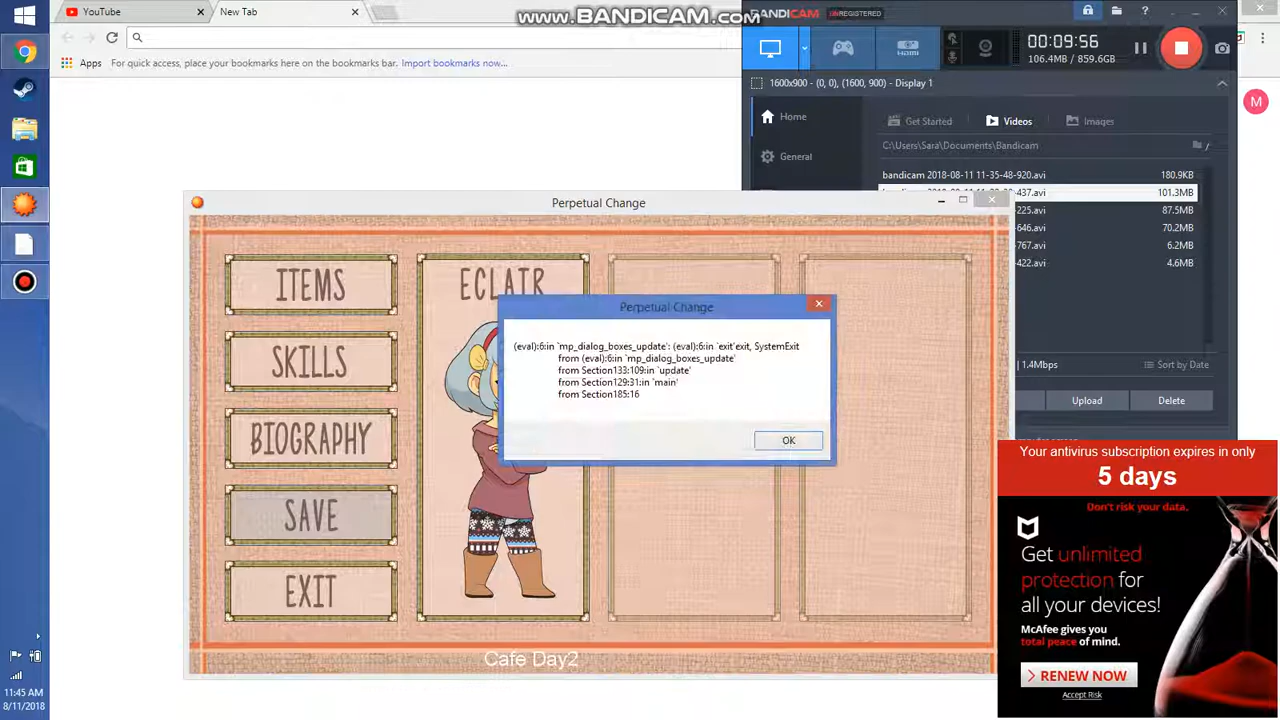 YouTube
New Tab
www.BANDICAM.com
BANDICAM UNREGISTERED
00:09:56
106.4MB / 859.6GB
Apps For quick access, place your bookmarks here on the bookmarks bar. Import bookmarks now...
1600x900 - (0, 0), (1600, 900) - Display 1
M
Home
Get Started Videos Images
C:\Users\Sara\Documents\Bandicam
General
bandicam 2018-08-11 11-35-48-920.avi 180.9KB
437.avi 101.3MB
225.avi 87.5MB
646.avi 70.2MB
767.avi 6.2MB
422.avi 4.6MB
1.4Mbps Sort by Date
Upload Delete
Perpetual Change
ITEMS
SKILLS
BIOGRAPHY
SAVE
EXIT
ECLAIR
Perpetual Change
(eval):6:in `mp_dialog_boxes_update': (eval):6:in `exit'exit, SystemExit
from (eval):6:in `mp_dialog_boxes_update'
from Section133:109:in `update'
from Section129:31:in `main'
from Section185:16
OK
Cafe Day2
Your antivirus subscription expires in only
5 days
Don't risk your data.
Get unlimited
protection for
all your devices!
McAfee gives you
total peace of mind.
RENEW NOW
Accept Risk
11:45 AM
8/11/2018